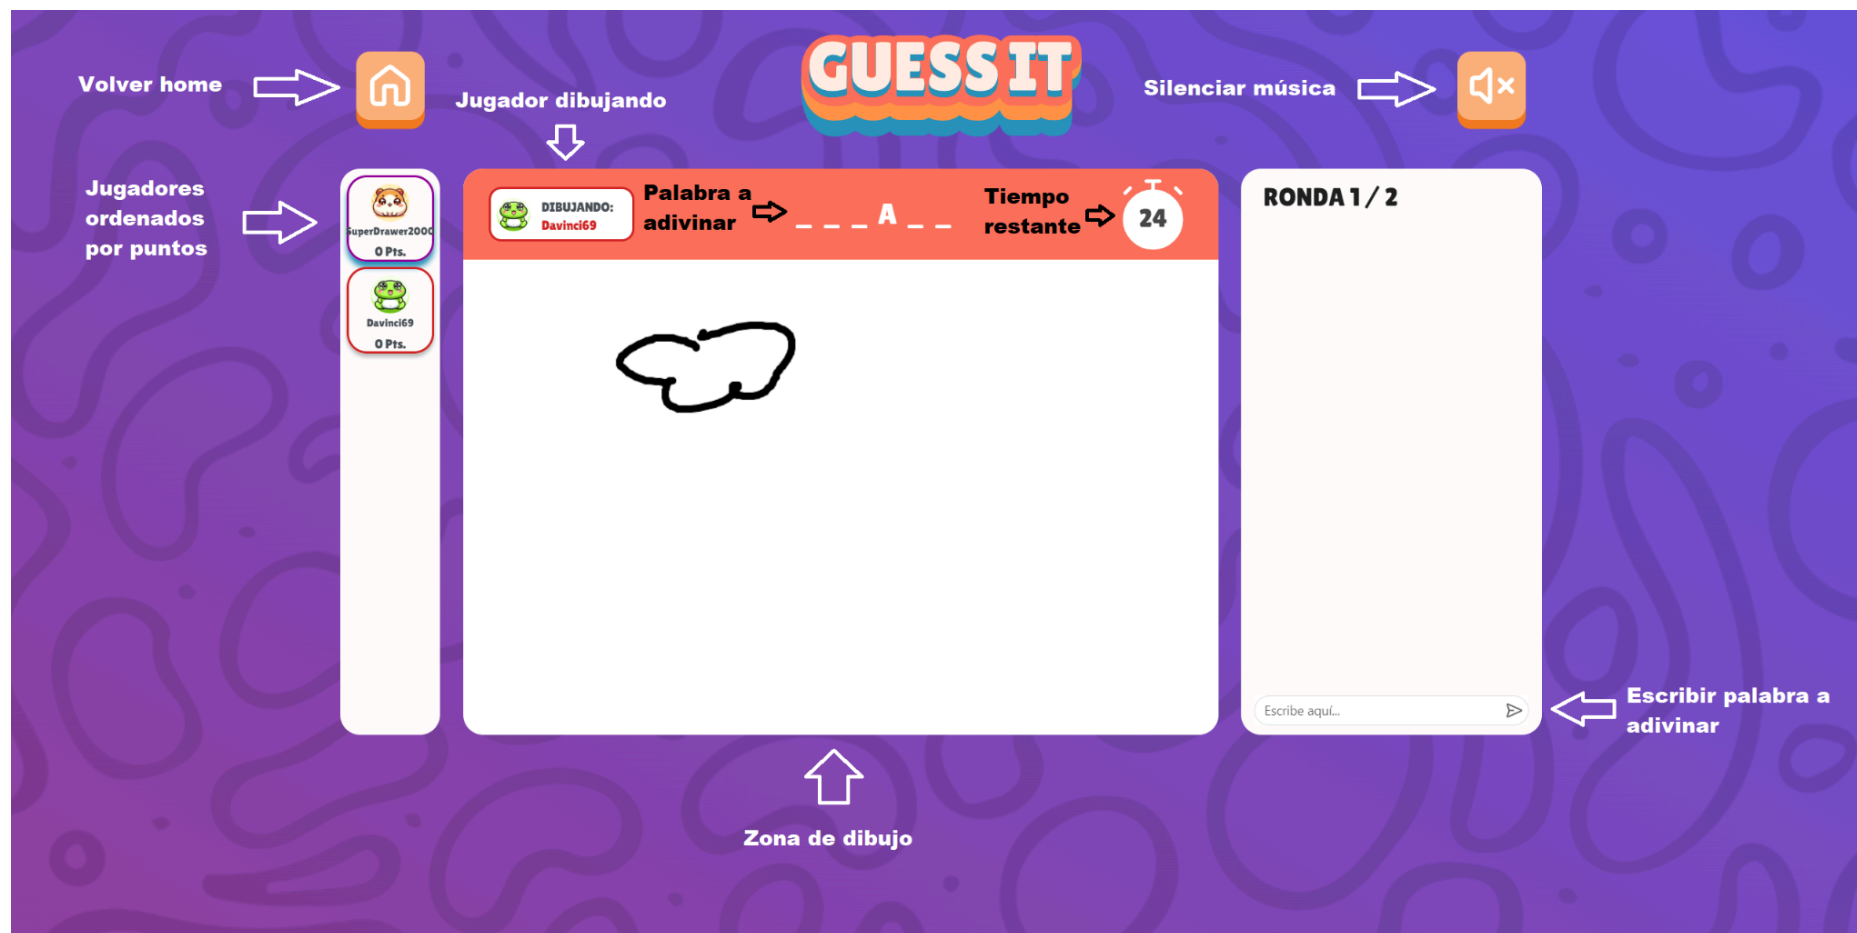 GUESS IT
Volver home
Jugador dibujando
Silenciar música
Jugadores
ordenados
por puntos
SuperDrawer2000
0 Pts.
Davinci69
0 Pts.
DIBUJANDO:
Davinci69
Palabra a
adivinar
_ _ _ A _ _
Tiempo
restante
24
RONDA 1 / 2
Escribe aquí...
Escribir palabra a
adivinar
Zona de dibujo